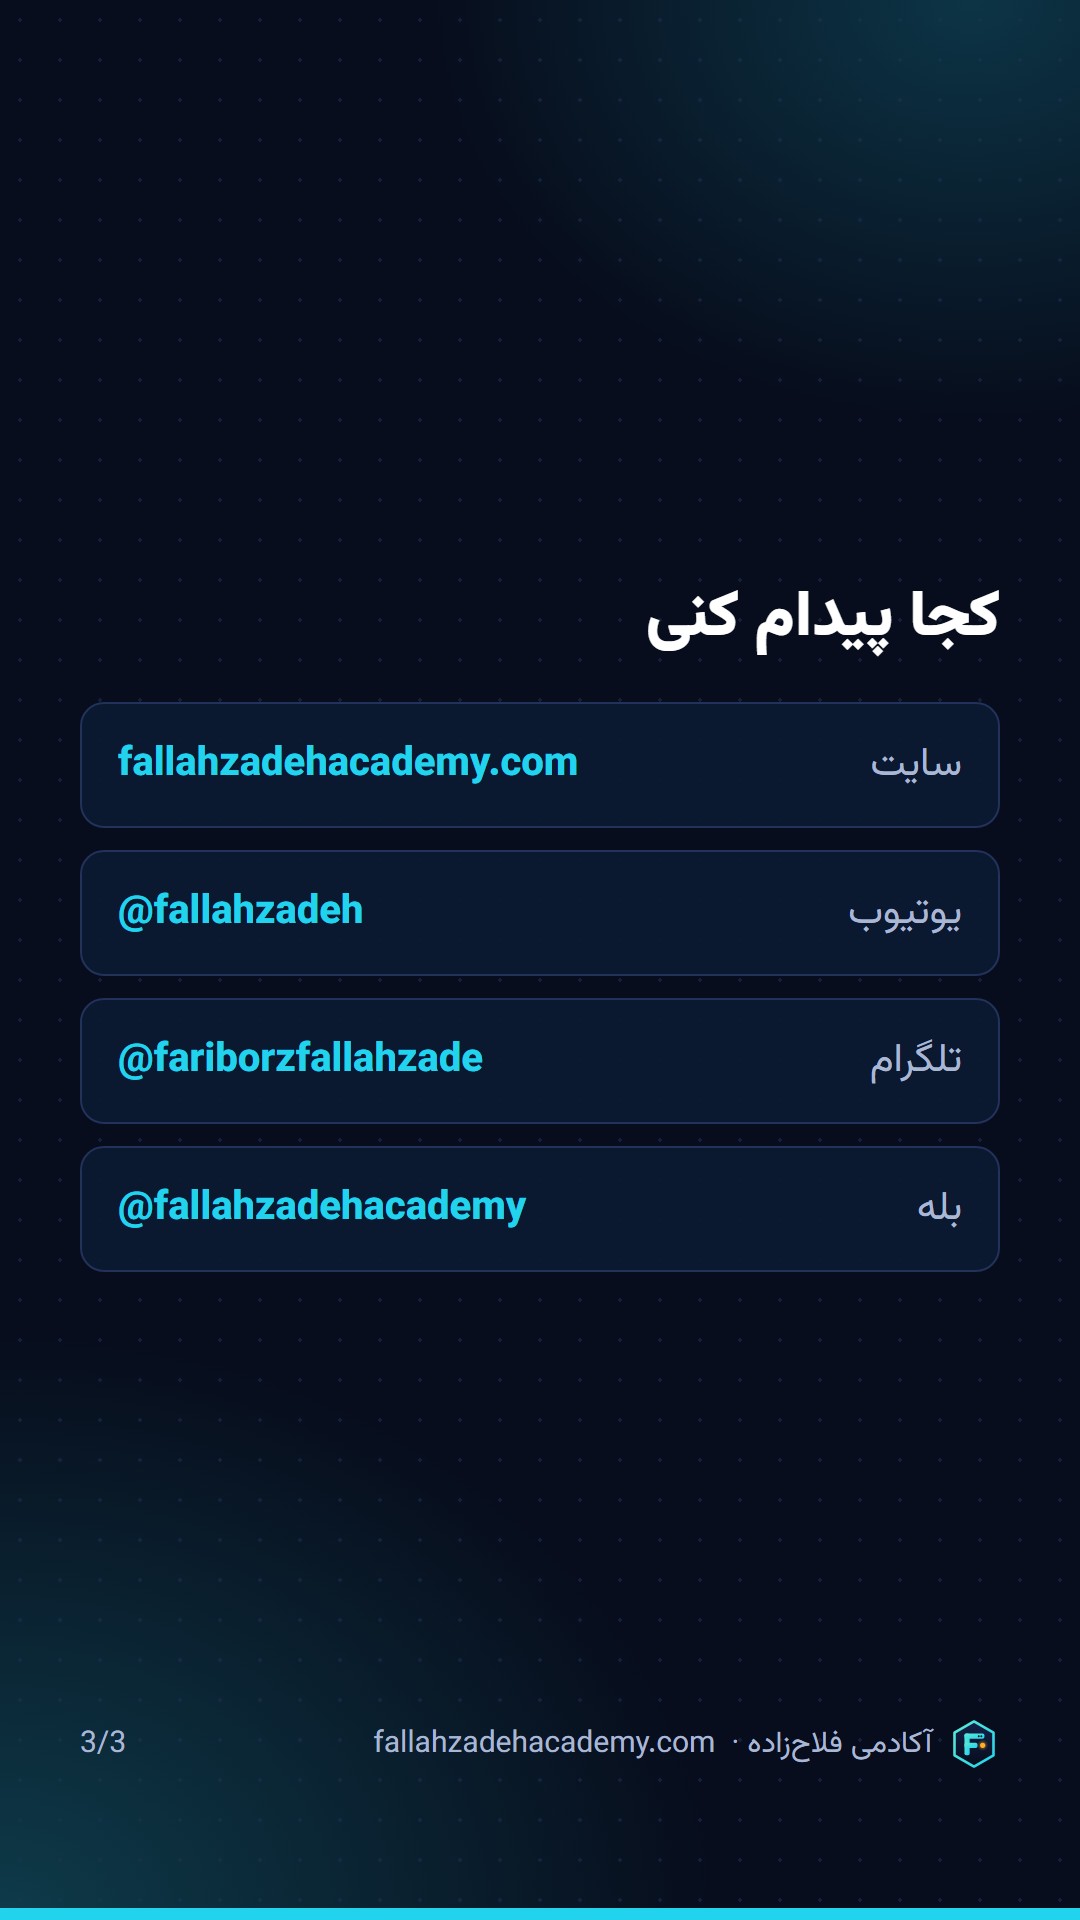 کجا پیدام کنی
سایت fallahzadehacademy.com
یوتیوب @fallahzadeh
تلگرام @fariborzfallahzade
بله @fallahzadehacademy
آکادمی فلاح‌زاده · fallahzadehacademy.com 3/3